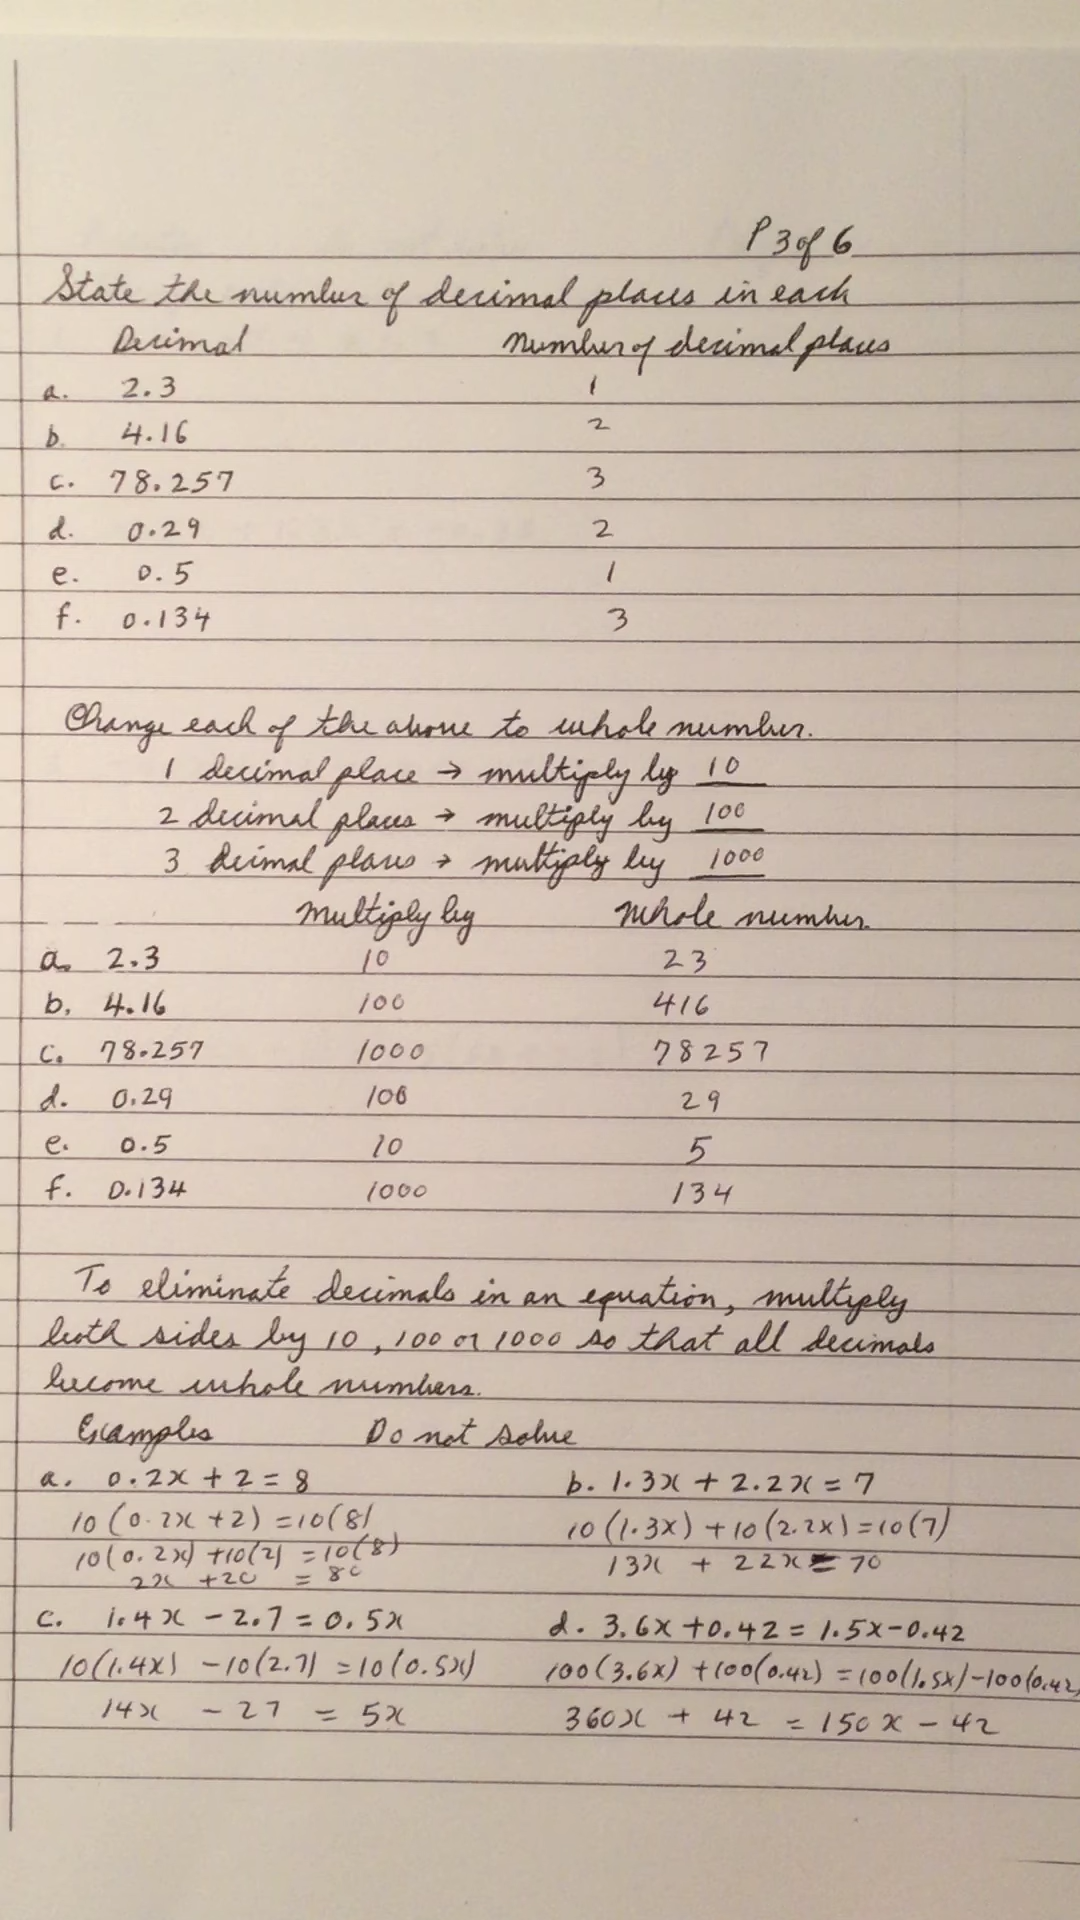 P 3 of 6
State the number of decimal places in each
Decimal Number of decimal places
a. 2.3 1
b. 4.16 2
c. 78.257 3
d. 0.29 2
e. 0.5 1
f. 0.134 3
Change each of the above to whole number.
1 decimal place → multiply by 10
2 decimal places → multiply by 100
3 decimal places → multiply by 1000
Multiply by Whole number
a. 2.3 10 23
b. 4.16 100 416
c. 78.257 1000 78257
d. 0.29 100 29
e. 0.5 10 5
f. 0.134 1000 134
To eliminate decimals in an equation, multiply
both sides by 10, 100 or 1000 so that all decimals
become whole numbers.
Examples Do not solve
a. 0.2x + 2 = 8 b. 1.3x + 2.2x = 7
10(0.2x + 2) = 10(8) 10(1.3x) + 10(2.2x) = 10(7)
10(0.2x) + 10(2) = 10(8) 13x + 22x = 70
2x + 20 = 80
c. 1.4x - 2.7 = 0.5x d. 3.6x + 0.42 = 1.5x - 0.42
10(1.4x) - 10(2.7) = 10(0.5x) 100(3.6x) + 100(0.42) = 100(1.5x) - 100(0.42)
14x - 27 = 5x 360x + 42 = 150x - 42